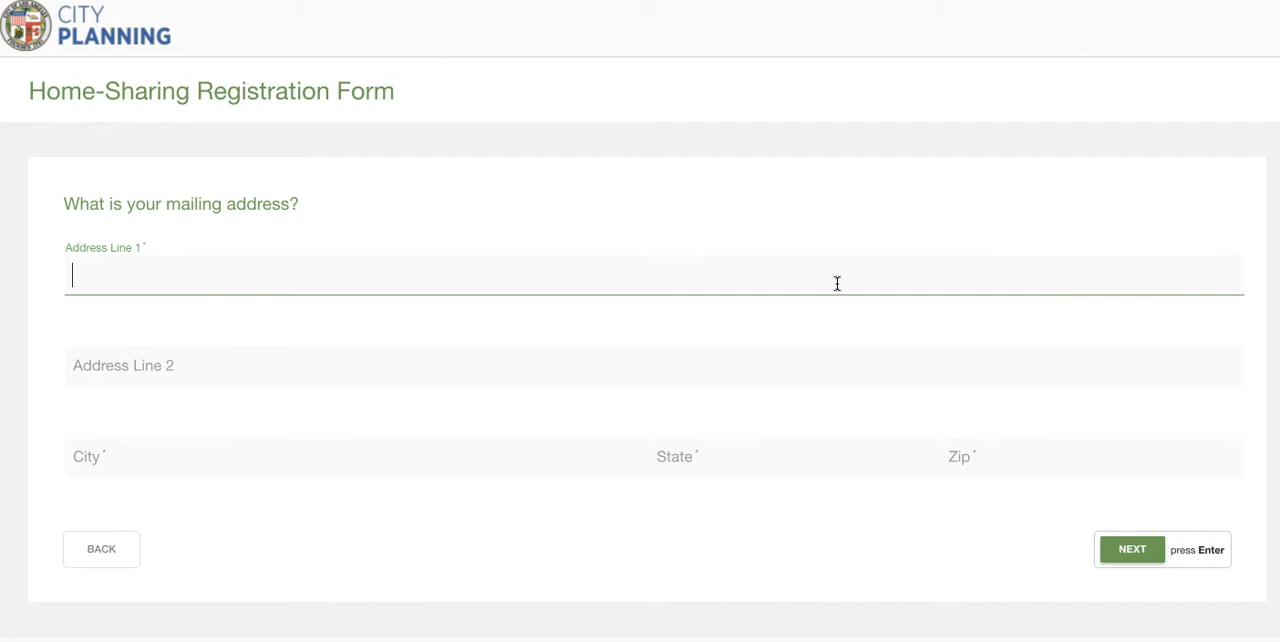 CITY
PLANNING
Home-Sharing Registration Form
What is your mailing address?
Address Line 1*
Address Line 2
City*
State*
Zip*
BACK
NEXT press Enter